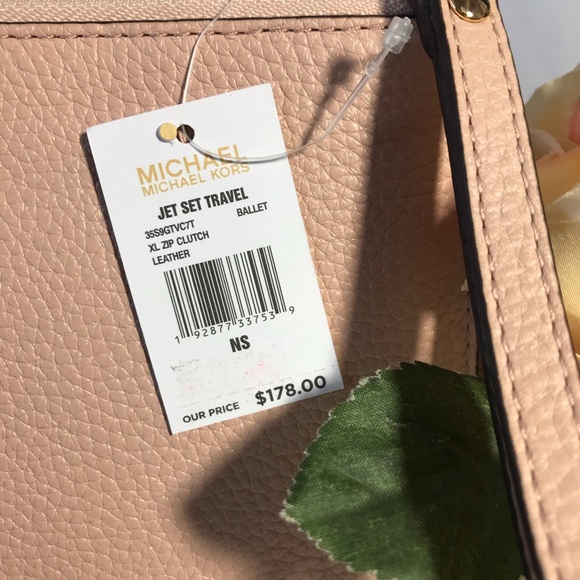 MICHAEL
MICHAEL KORS
JET SET TRAVEL
35S9GTVC7T BALLET
XL ZIP CLUTCH
LEATHER
1 92877 33753 9
NS
OUR PRICE $178.00